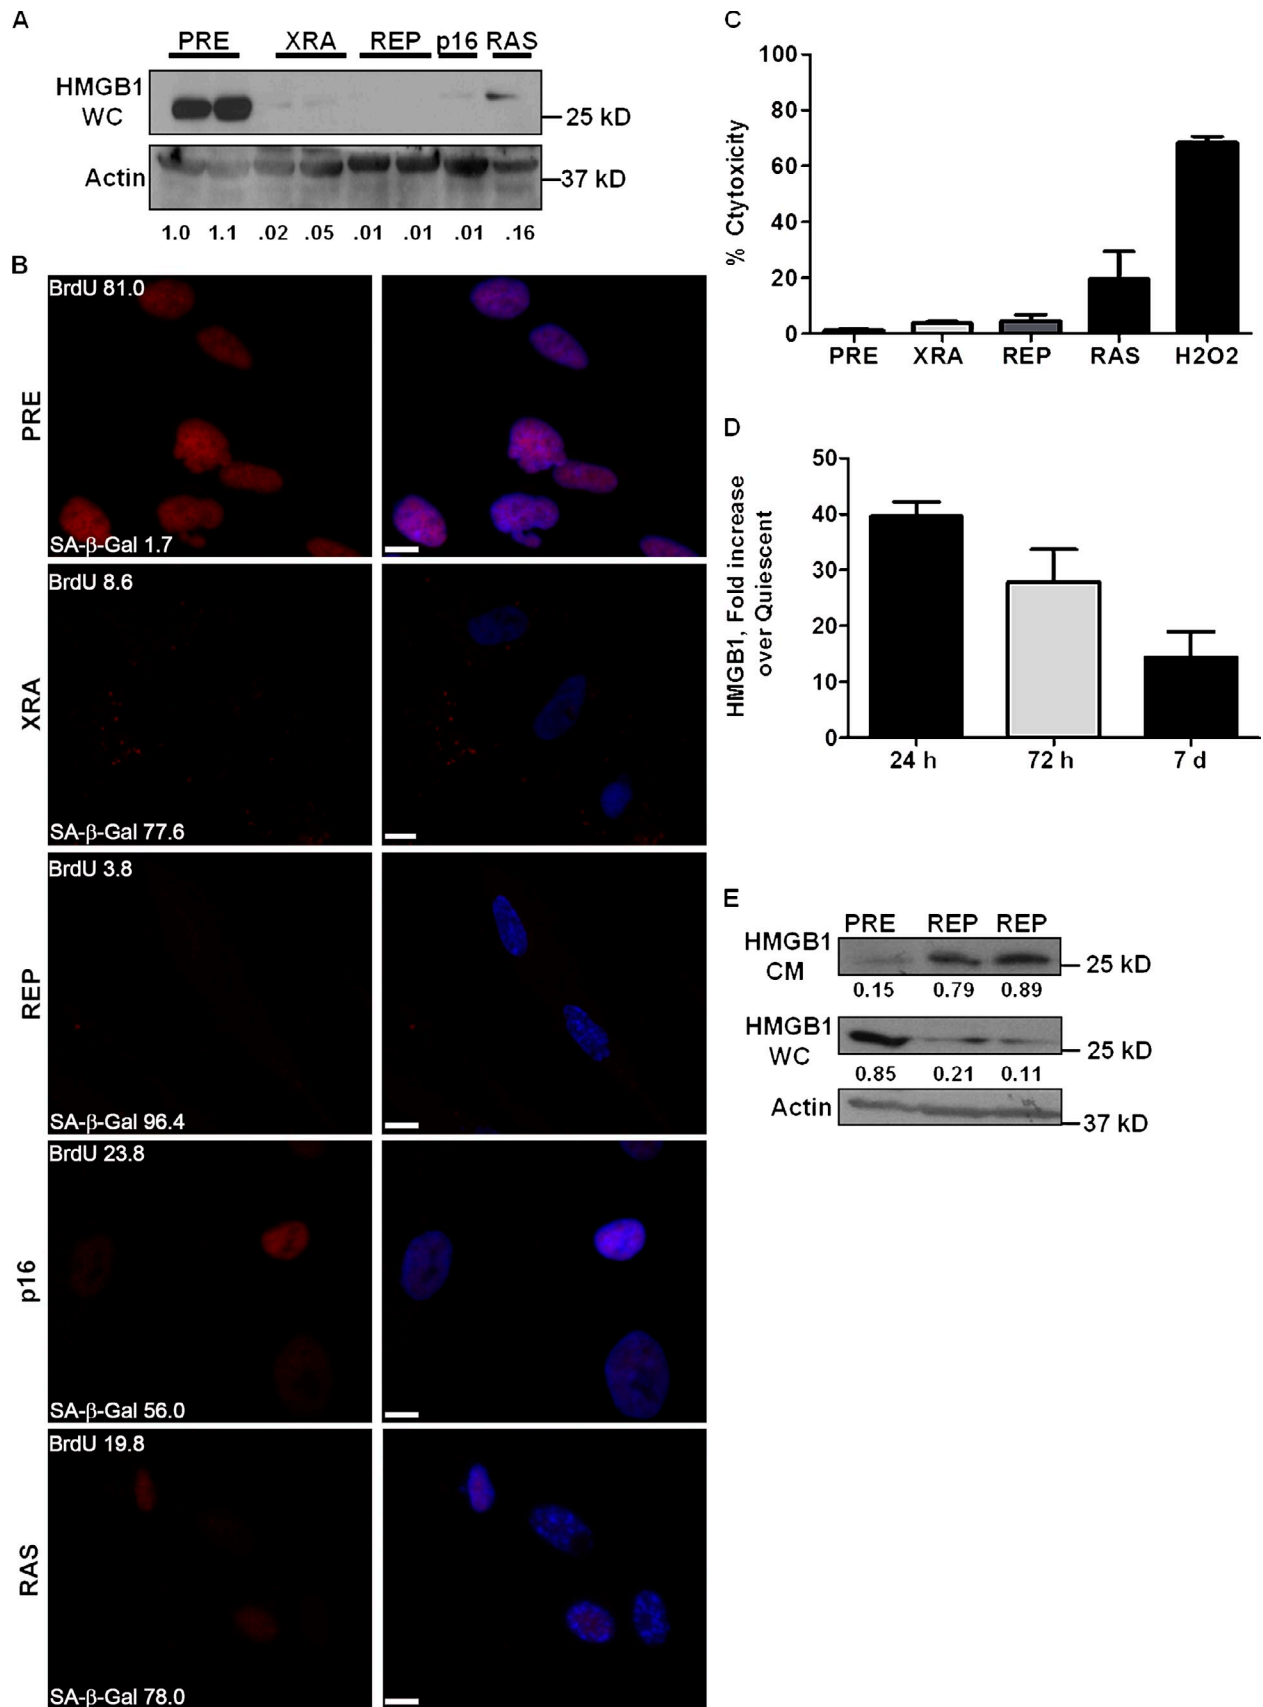 A
PRE XRA REP p16 RAS
HMGB1
WC
25 kD
Actin
37 kD
1.0 1.1 .02 .05 .01 .01 .01 .16
B
PRE
BrdU 81.0
SA-β-Gal 1.7
XRA
BrdU 8.6
SA-β-Gal 77.6
REP
BrdU 3.8
SA-β-Gal 96.4
p16
BrdU 23.8
SA-β-Gal 56.0
RAS
BrdU 19.8
SA-β-Gal 78.0
C
% Ctytoxicity
100
80
60
40
20
0
PRE XRA REP RAS H2O2
D
HMGB1, Fold increase
over Quiescent
50
40
30
20
10
0
24 h 72 h 7 d
E
PRE REP REP
HMGB1
CM
25 kD
0.15 0.79 0.89
HMGB1
WC
25 kD
0.85 0.21 0.11
Actin
37 kD